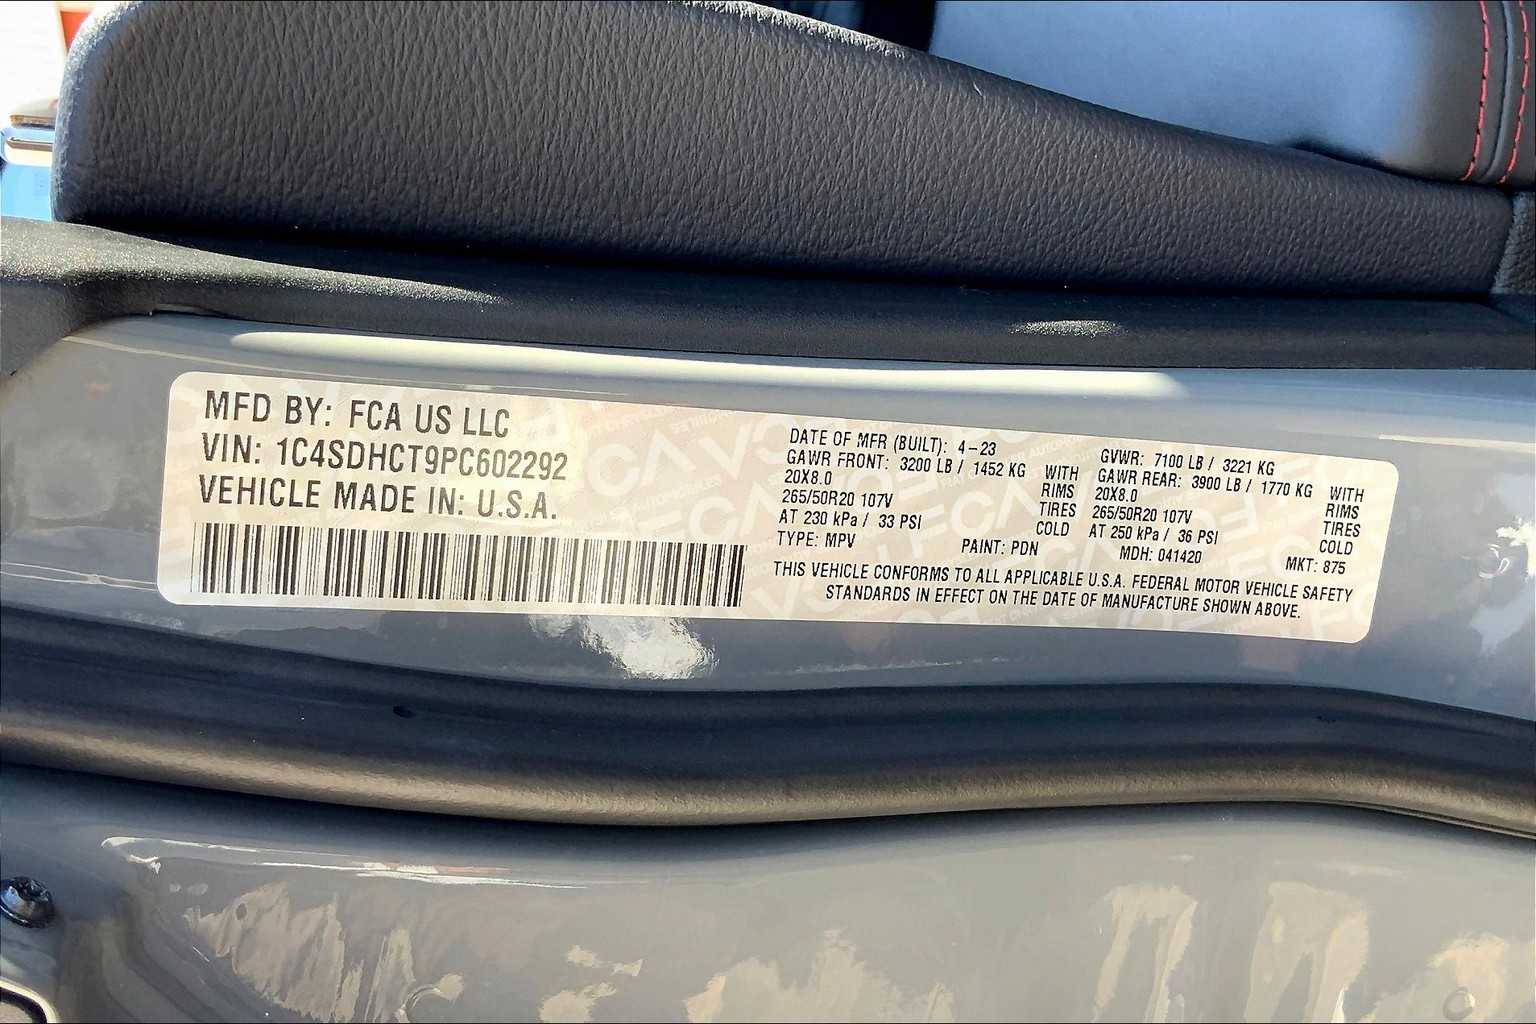 MFD BY: FCA US LLC
VIN: 1C4SDHCT9PC602292
VEHICLE MADE IN: U.S.A.
DATE OF MFR (BUILT): 4-23
GAWR FRONT: 3200 LB / 1452 KG WITH
20X8.0 RIMS
265/50R20 107V TIRES
AT 230 kPa / 33 PSI COLD
TYPE: MPV PAINT: PDN
GVWR: 7100 LB / 3221 KG
GAWR REAR: 3900 LB / 1770 KG WITH
20X8.0 RIMS
265/50R20 107V TIRES
AT 250 kPa / 36 PSI COLD
MDH: 041420 MKT: 875
THIS VEHICLE CONFORMS TO ALL APPLICABLE U.S.A. FEDERAL MOTOR VEHICLE SAFETY
STANDARDS IN EFFECT ON THE DATE OF MANUFACTURE SHOWN ABOVE.